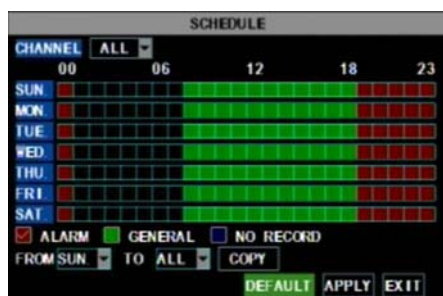 SCHEDULE
CHANNEL ALL
00 06 12 18 23
SUN.
MON.
TUE.
WED.
THU.
FRI.
SAT.
ALARM GENERAL NO RECORD
FROM SUN. TO ALL COPY
DEFAULT APPLY EXIT